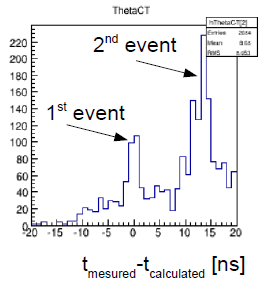 ThetaCT
hThetaCT[2]
Entries
Mean
RMS
2nd event
1st event
220
200
180
160
140
120
100
80
60
40
20
0
-20 -15 -10 -5 0 5 10 15 20
tmesured-tcalculated [ns]